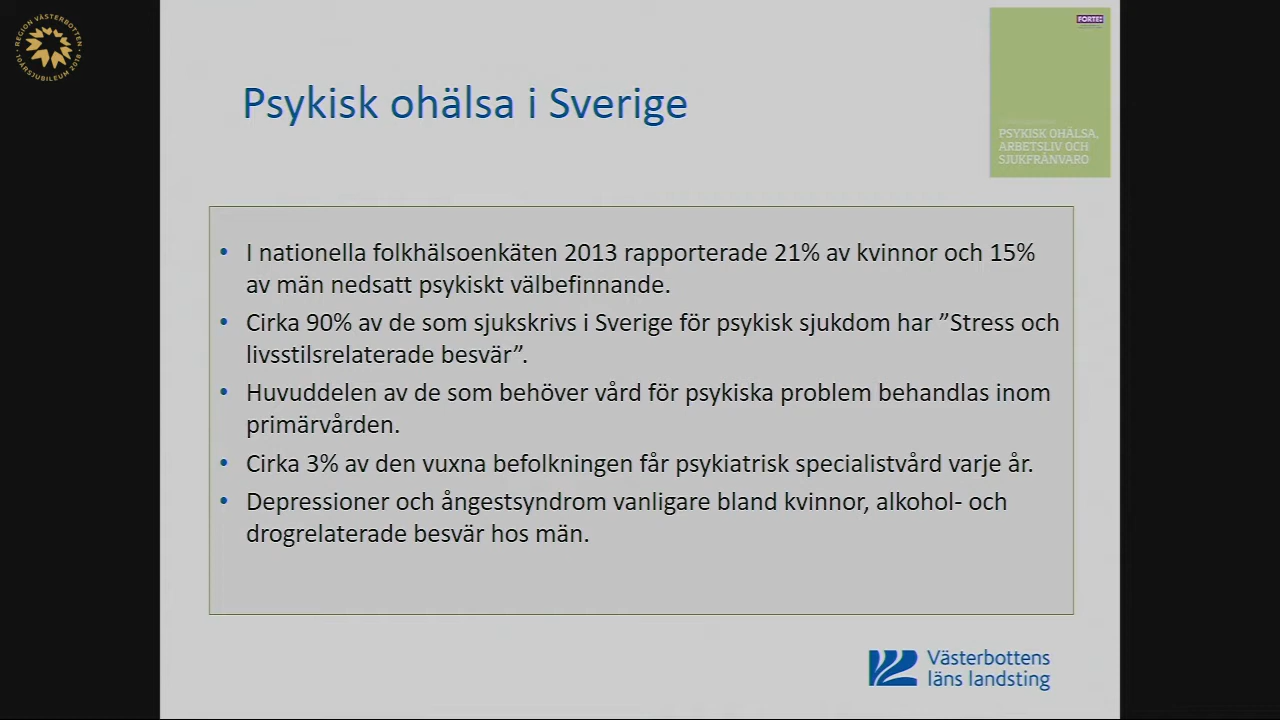 REGION VÄSTERBOTTEN
10ÅRSJUBILEUM 2018
FORTE:
PSYKISK OHÄLSA,
ARBETSLIV OCH
SJUKFRÅNVARO
Psykisk ohälsa i Sverige
• I nationella folkhälsoenkäten 2013 rapporterade 21% av kvinnor och 15%
av män nedsatt psykiskt välbefinnande.
• Cirka 90% av de som sjukskrivs i Sverige för psykisk sjukdom har ”Stress och
livsstilsrelaterade besvär”.
• Huvuddelen av de som behöver vård för psykiska problem behandlas inom
primärvården.
• Cirka 3% av den vuxna befolkningen får psykiatrisk specialistvård varje år.
• Depressioner och ångestsyndrom vanligare bland kvinnor, alkohol- och
drogrelaterade besvär hos män.
Västerbottens
läns landsting